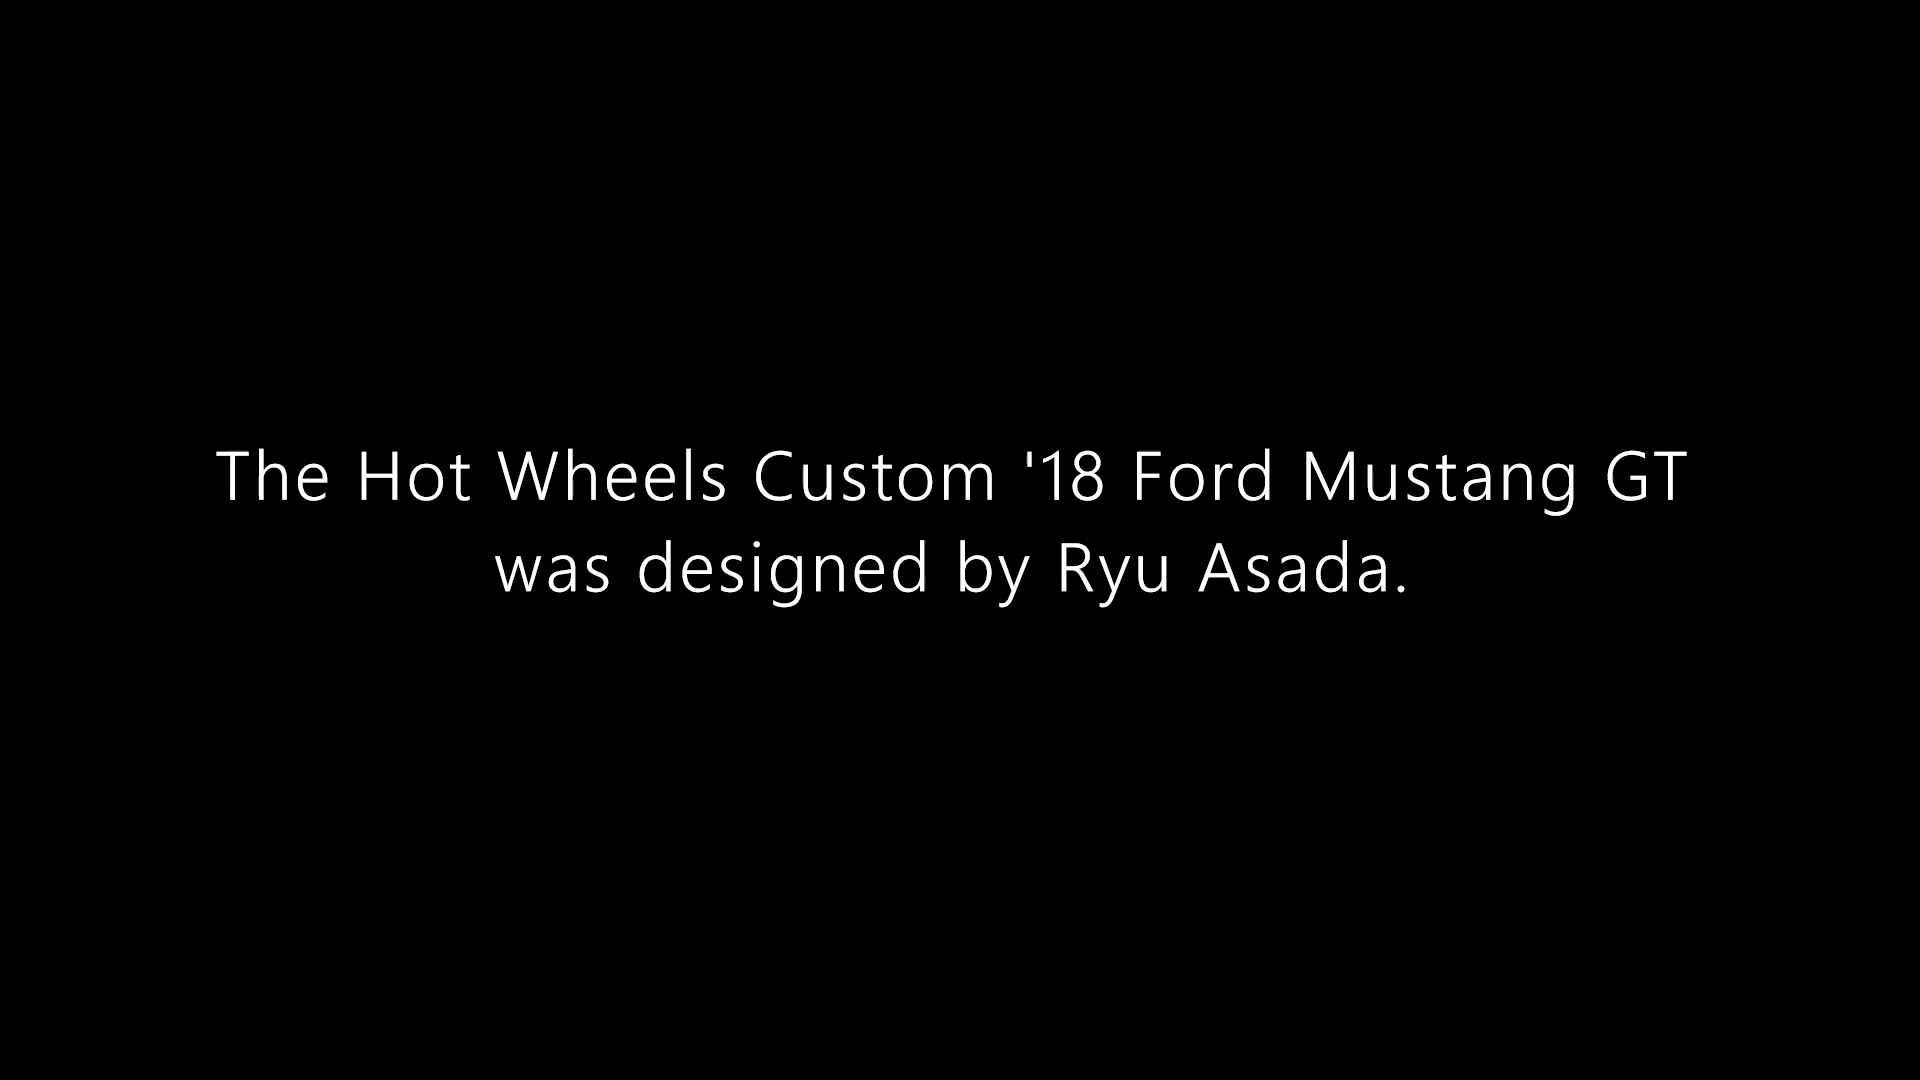 The Hot Wheels Custom '18 Ford Mustang GT
was designed by Ryu Asada.